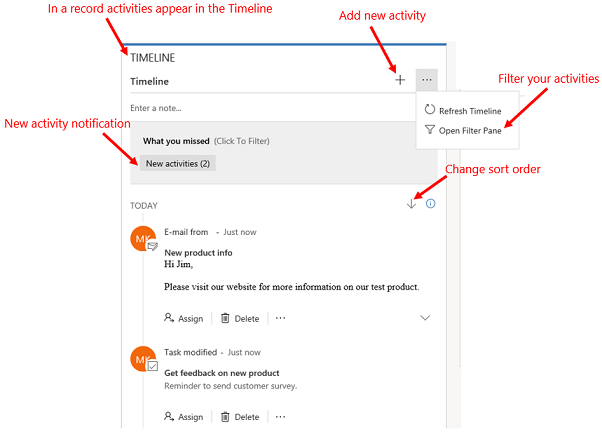 In a record activities appear in the Timeline
Add new activity
TIMELINE
Timeline
Filter your activities
Refresh Timeline
Enter a note...
Open Filter Pane
New activity notification
What you missed (Click To Filter)
New activities (2)
Change sort order
TODAY
MK
E-mail from - Just now
New product info
Hi Jim,
Please visit our website for more information on our test product.
Assign Delete ...
MK
Task modified - Just now
Get feedback on new product
Reminder to send customer survey.
Assign Delete ...